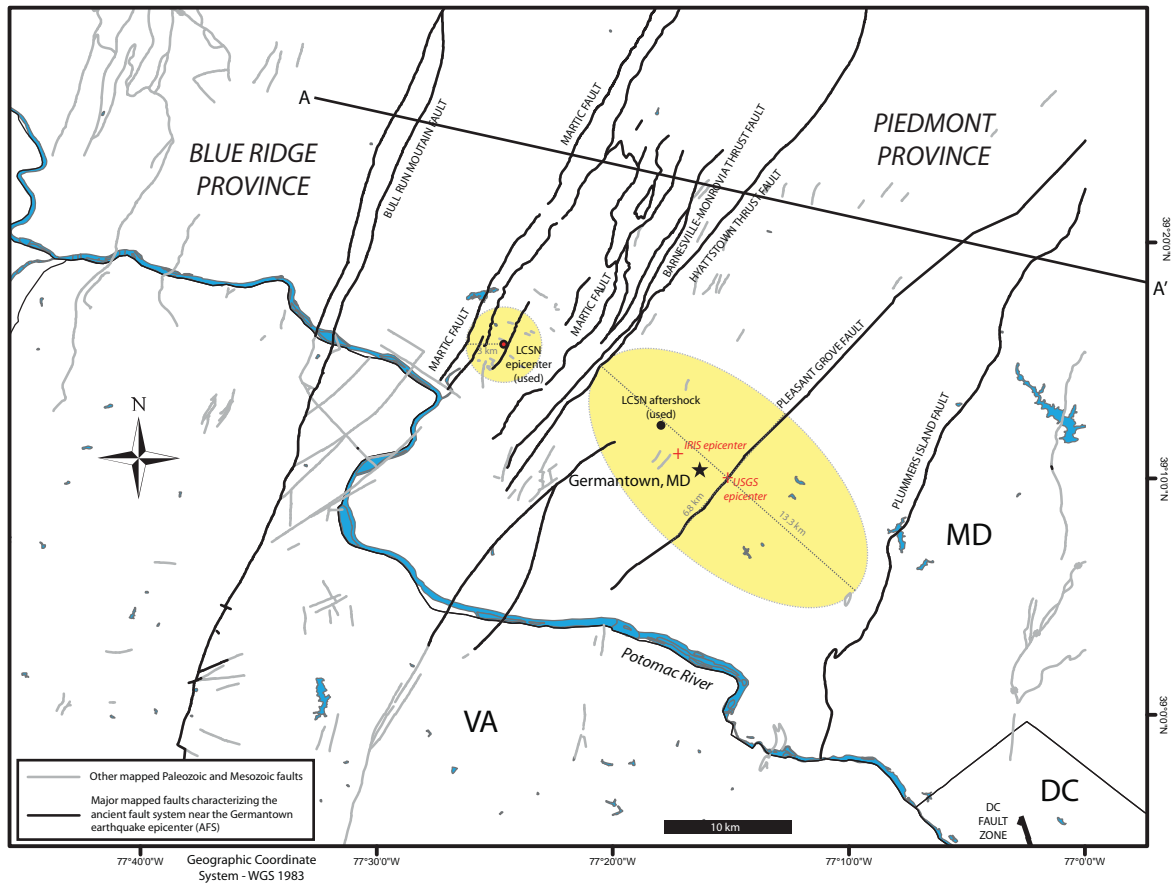 A
BLUE RIDGE
PROVINCE
BULL RUN MOUTAIN FAULT
MARTIC FAULT
BARNESVILLE-MONROVIA THRUST FAULT
HYATTSTOWN THRUST FAULT
PIEDMONT
PROVINCE
A'
39°20'0"N
MARTIC FAULT
MARTIC FAULT
3 km
LCSN
epicenter
(used)
PLEASANT GROVE FAULT
PLUMMERS ISLAND FAULT
N
LCSN aftershock
(used)
IRIS epicenter
Germantown, MD
USGS
epicenter
6.8 km
13.3 km
39°10'0"N
MD
Potomac River
VA
39°0'0"N
DC
DC
FAULT
ZONE
Other mapped Paleozoic and Mesozoic faults
Major mapped faults characterizing the
ancient fault system near the Germantown
earthquake epicenter (AFS)
10 km
77°40'0"W
77°30'0"W
77°20'0"W
77°10'0"W
77°0'0"W
Geographic Coordinate
System - WGS 1983